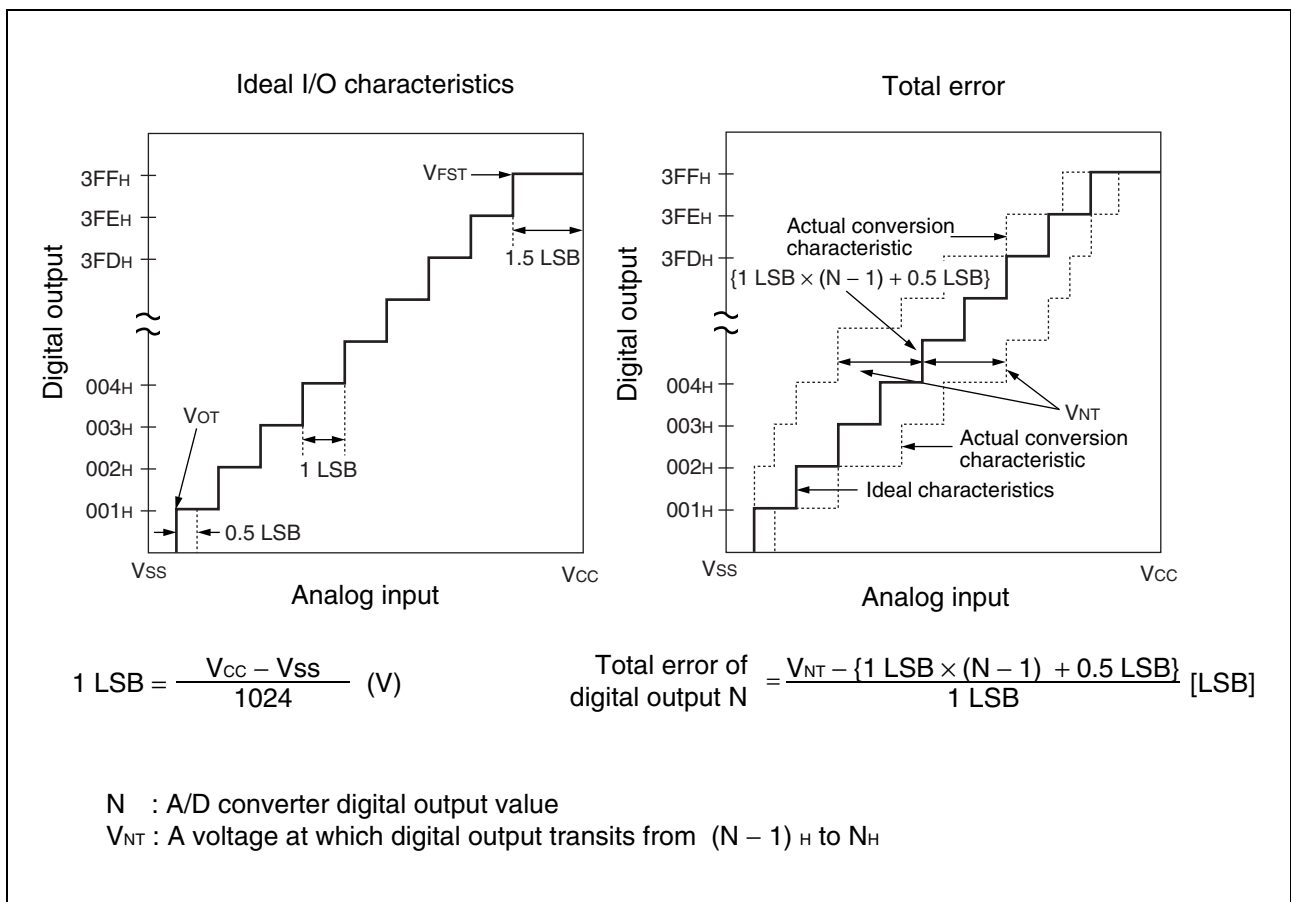 Ideal I/O characteristics
3FFH
3FEH
3FDH
004H
003H
002H
001H
Digital output
VFST
1.5 LSB
VOT
1 LSB
0.5 LSB
VSS
VCC
Analog input
Total error
3FFH
3FEH
3FDH
004H
003H
002H
001H
Digital output
Actual conversion
characteristic
{1 LSB × (N − 1) + 0.5 LSB}
VNT
Actual conversion
characteristic
Ideal characteristics
VSS
VCC
Analog input
1 LSB = VCC − Vss / 1024 (V)
Total error of
digital output N = VNT − {1 LSB × (N − 1) + 0.5 LSB} / 1 LSB [LSB]
N : A/D converter digital output value
VNT : A voltage at which digital output transits from (N − 1) H to NH